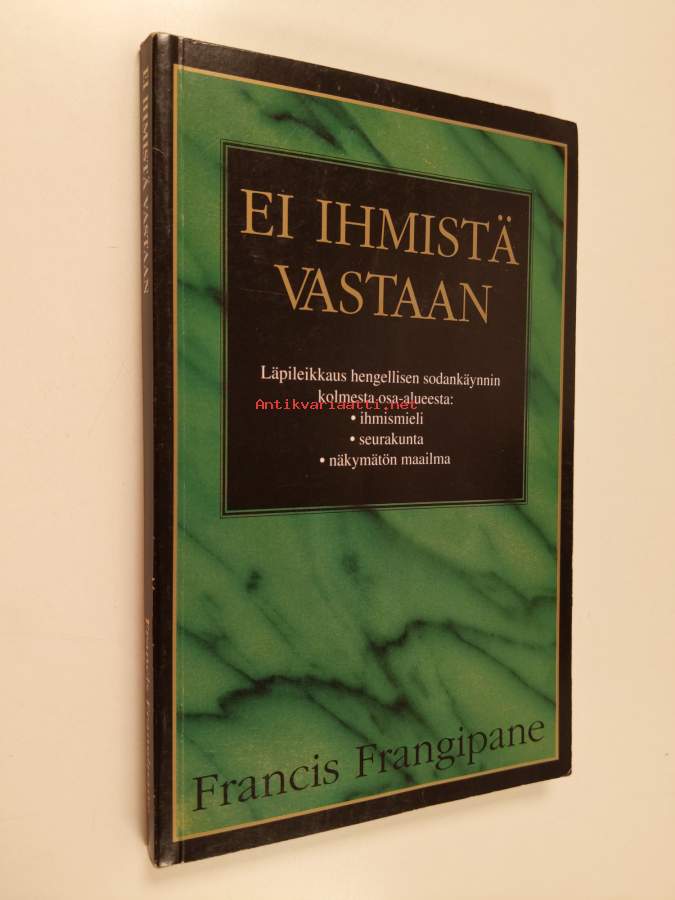 EI IHMISTÄ VASTAAN
EI IHMISTÄ
VASTAAN
Läpileikkaus hengellisen sodankäynnin
kolmesta osa-alueesta:
Antikvariaatti.net
• ihmismieli
• seurakunta
• näkymätön maailma
Francis Frangipane